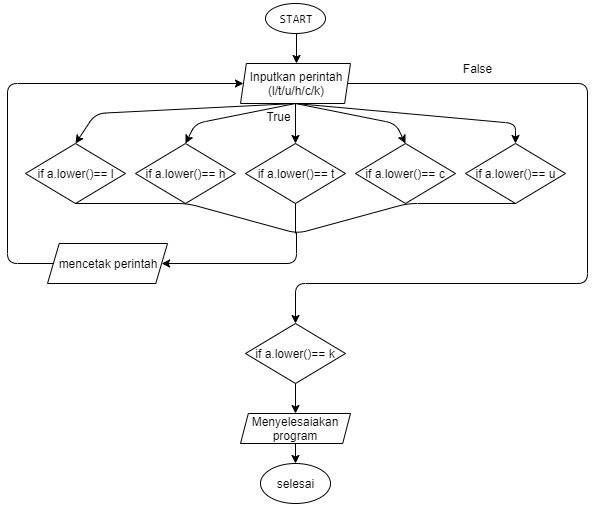 START
Inputkan perintah
(l/t/u/h/c/k)
False
True
if a.lower()== l
if a.lower()== h
if a.lower()== t
if a.lower()== c
if a.lower()== u
mencetak perintah
if a.lower()== k
Menyelesaiakan
program
selesai